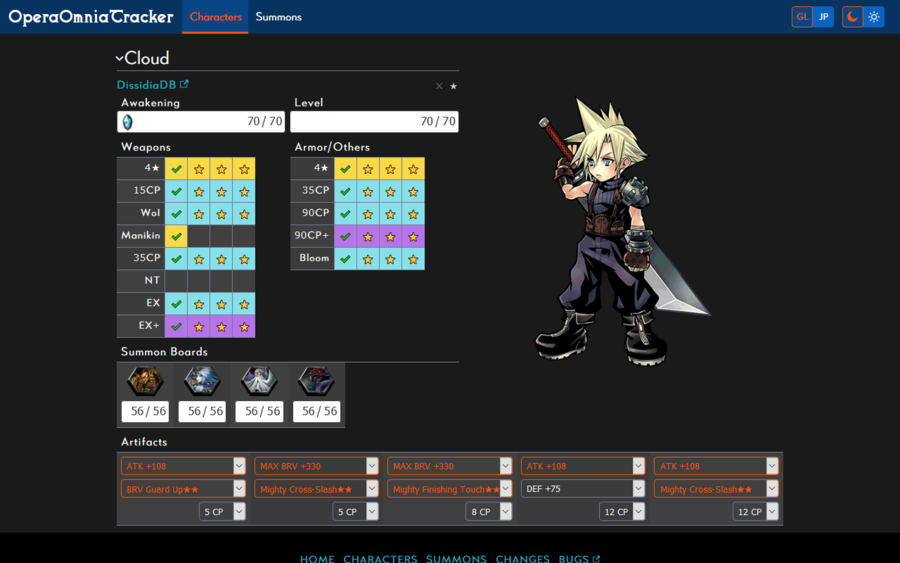 OperaOmniaTracker Characters Summons GL JP
Cloud
DissidiaDB
Awakening Level
70 / 70 70 / 70
Weapons Armor/Others
4★ 4★
15CP 35CP
WoI 90CP
Manikin 90CP+
35CP Bloom
NT
EX
EX+
Summon Boards
56 / 56 56 / 56 56 / 56 56 / 56
Artifacts
ATK +108 MAX BRV +330 MAX BRV +330 ATK +108 ATK +108
BRV Guard Up★★ Mighty Cross-Slash★★ Mighty Finishing Touch★★ DEF +75 Mighty Cross-Slash★★
5 CP 5 CP 8 CP 12 CP 12 CP
HOME CHARACTERS SUMMONS CHANGES BUGS